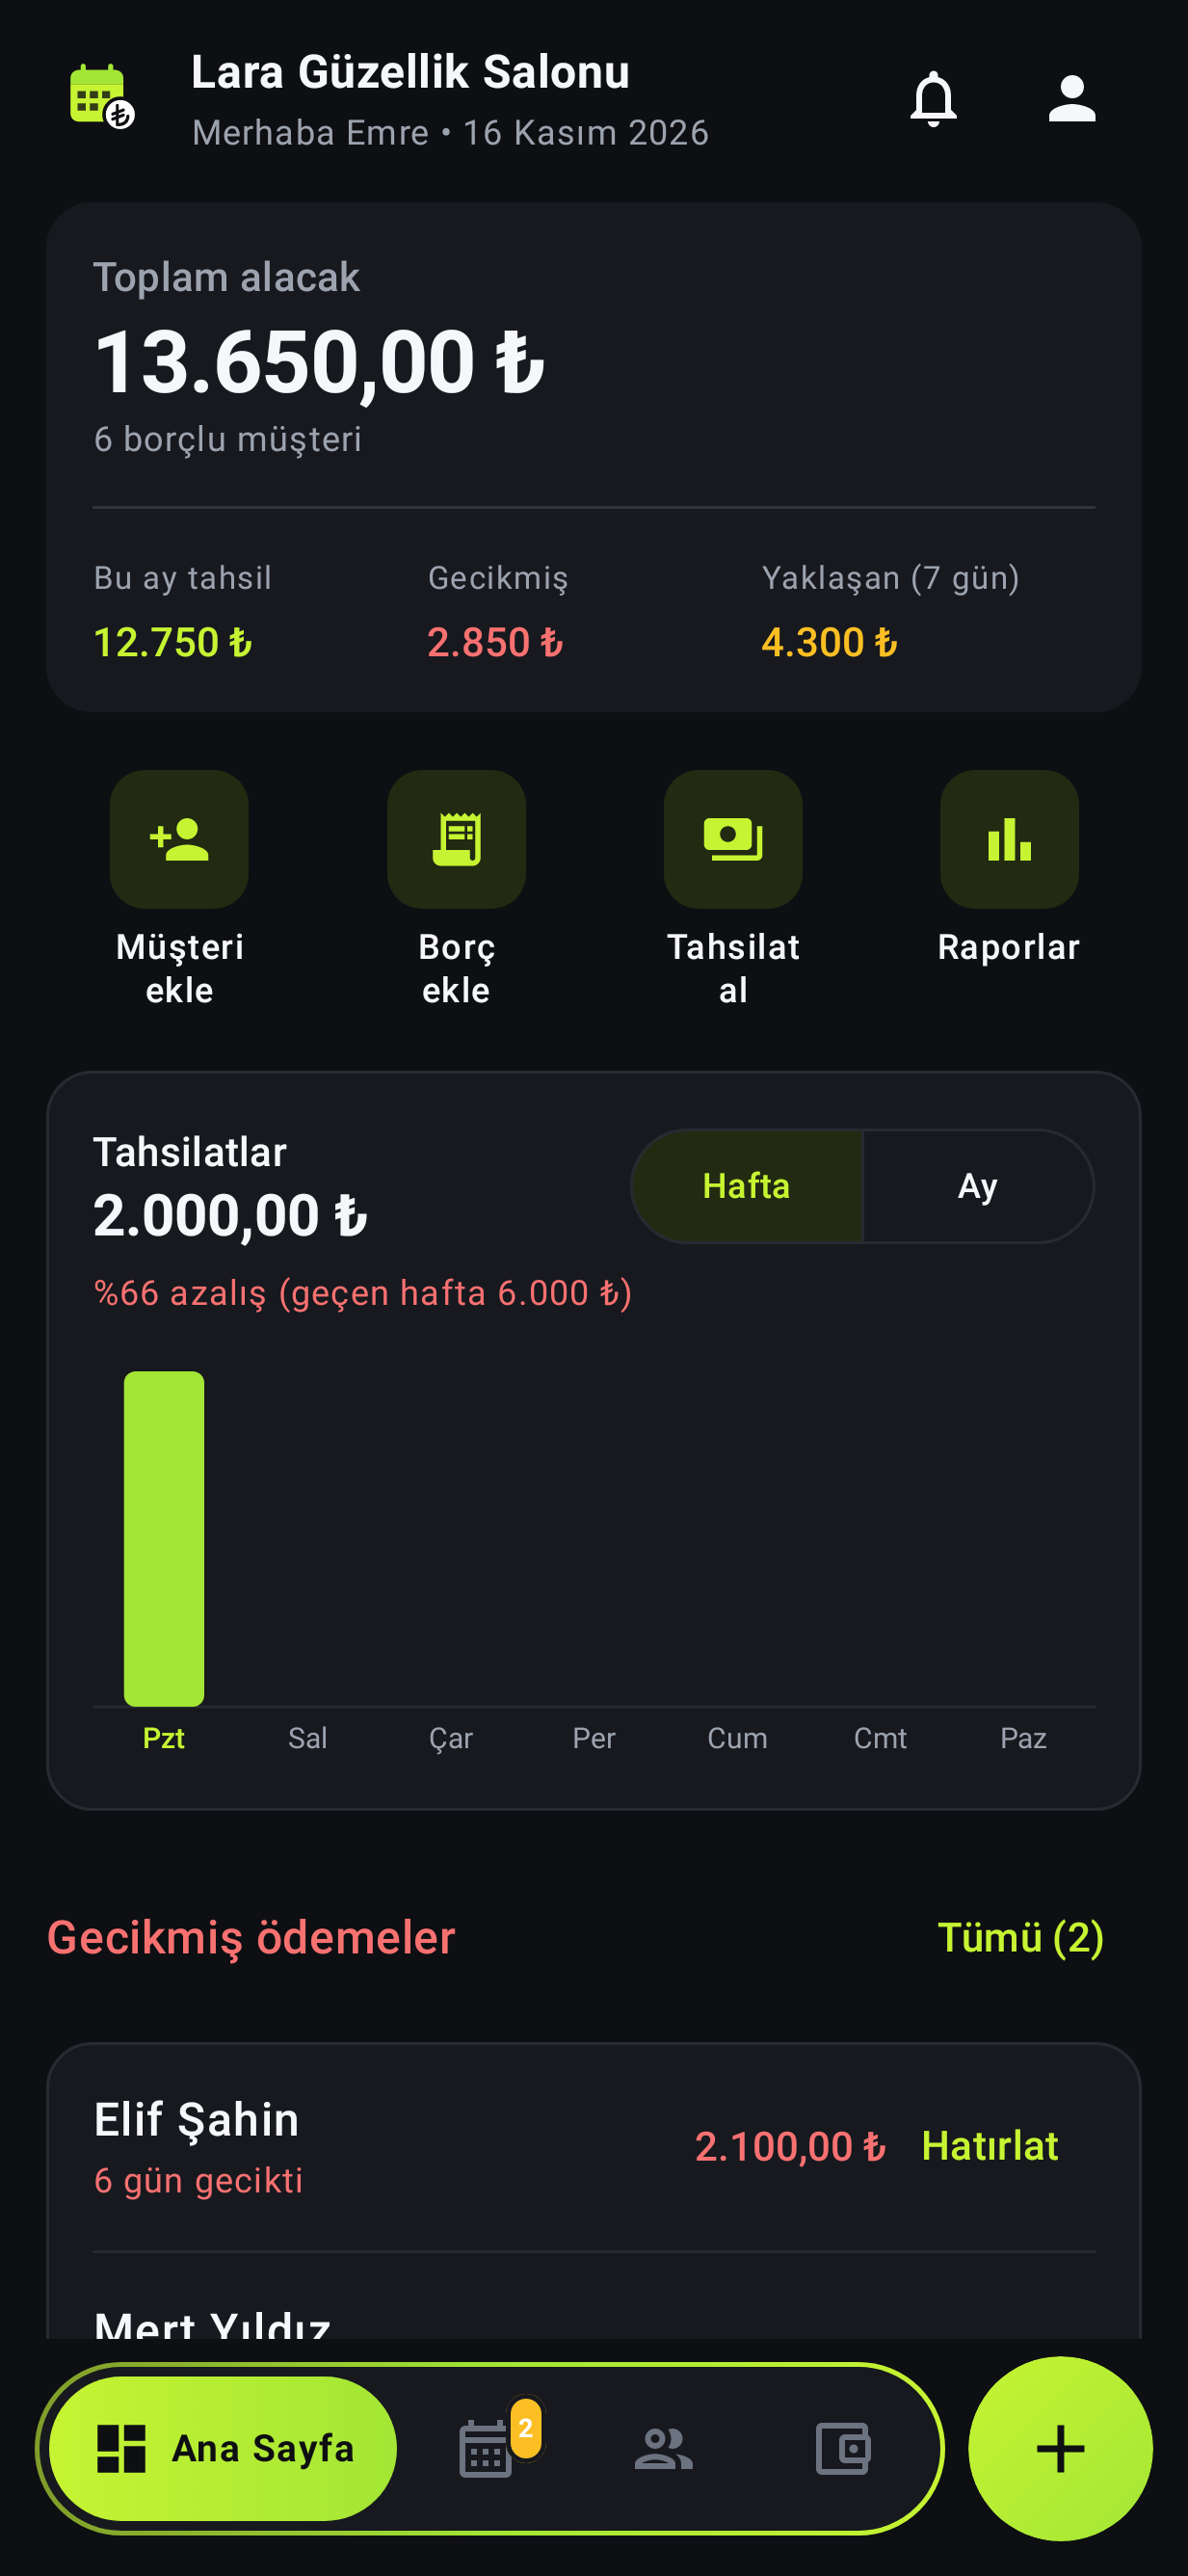 Lara Güzellik Salonu
Merhaba Emre • 16 Kasım 2026
Toplam alacak
13.650,00 ₺
6 borçlu müşteri
Bu ay tahsil
Gecikmiş
Yaklaşan (7 gün)
12.750 ₺
2.850 ₺
4.300 ₺
Müşteri
ekle
Borç
ekle
Tahsilat
al
Raporlar
Tahsilatlar
2.000,00 ₺
Hafta
Ay
%66 azalış (geçen hafta 6.000 ₺)
Pzt
Sal
Çar
Per
Cum
Cmt
Paz
Gecikmiş ödemeler
Tümü (2)
Elif Şahin
6 gün gecikti
2.100,00 ₺
Hatırlat
Mert Yıldız
Ana Sayfa
2